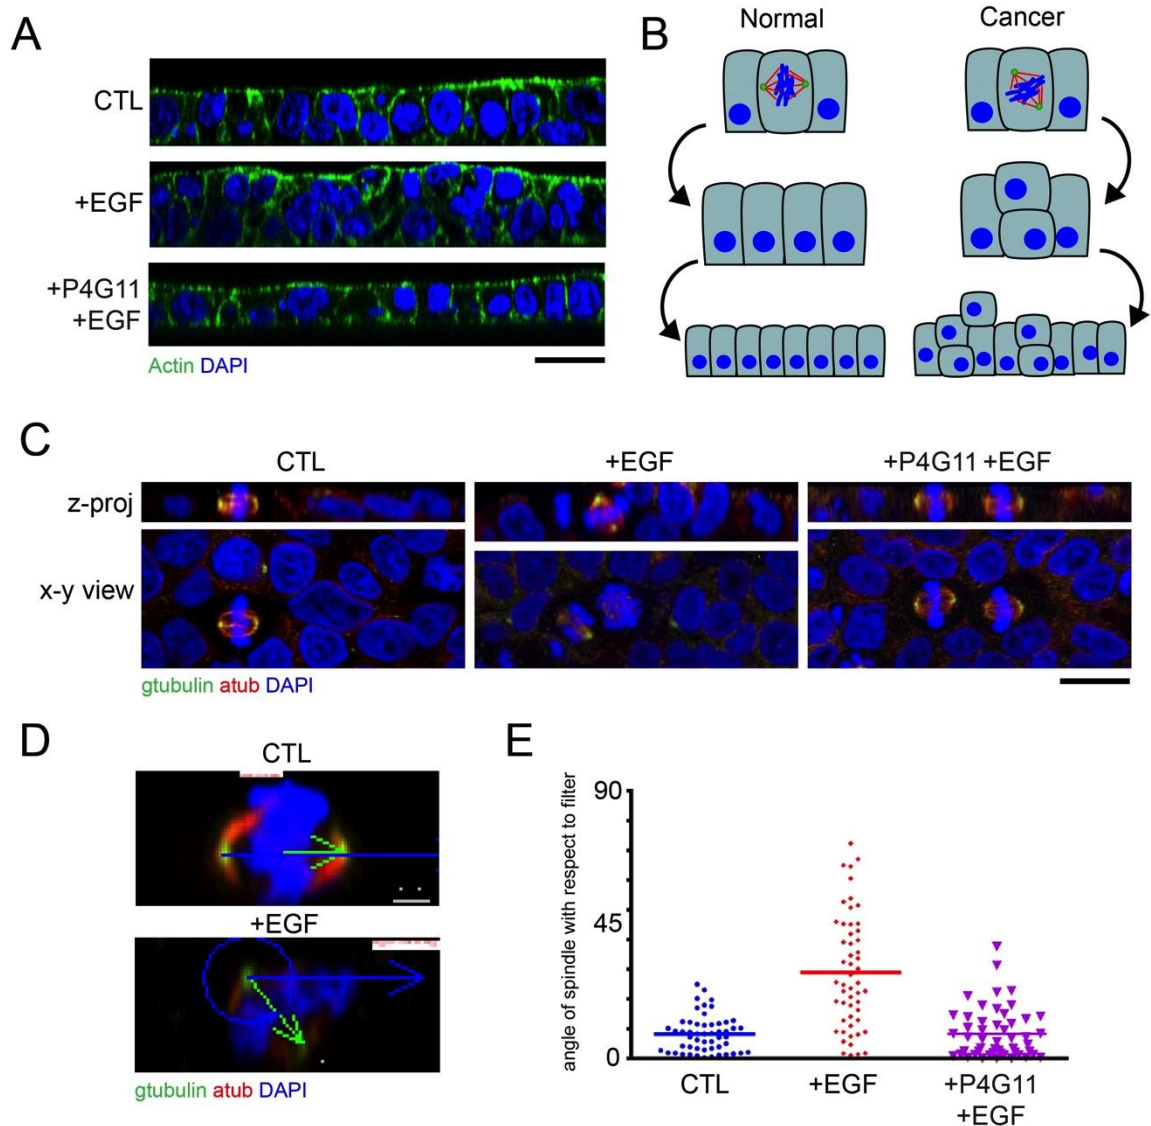 A
CTL
+EGF
+P4G11
+EGF
Actin DAPI
B
Normal
Cancer
C
CTL
+EGF
+P4G11 +EGF
z-proj
x-y view
gtubulin atub DAPI
D
CTL
+EGF
gtubulin atub DAPI
E
angle of spindle with respect to filter
90
45
0
CTL
+EGF
+P4G11
+EGF